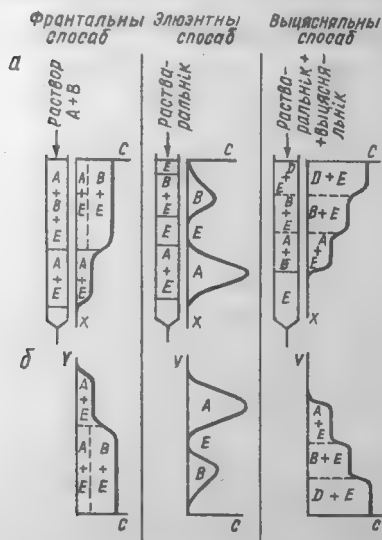 Франтальны спосаб
Элюэнтны спосаб
Выцясняльны спосаб
а
Раствор А+В
Раства-ральнік
Раства-ральнік + +выцясня-льнік
C
C
C
A + B + E
A + E
A + E
B + E
A + E
X
E
B + E
E
A + E
B
E
A
X
D + E
B + E
A + B
E
D + E
B + E
A + E
X
б
V
V
V
A + E
A + E
B + E
A
E
B
A + E
B + E
D + E
C
C
C